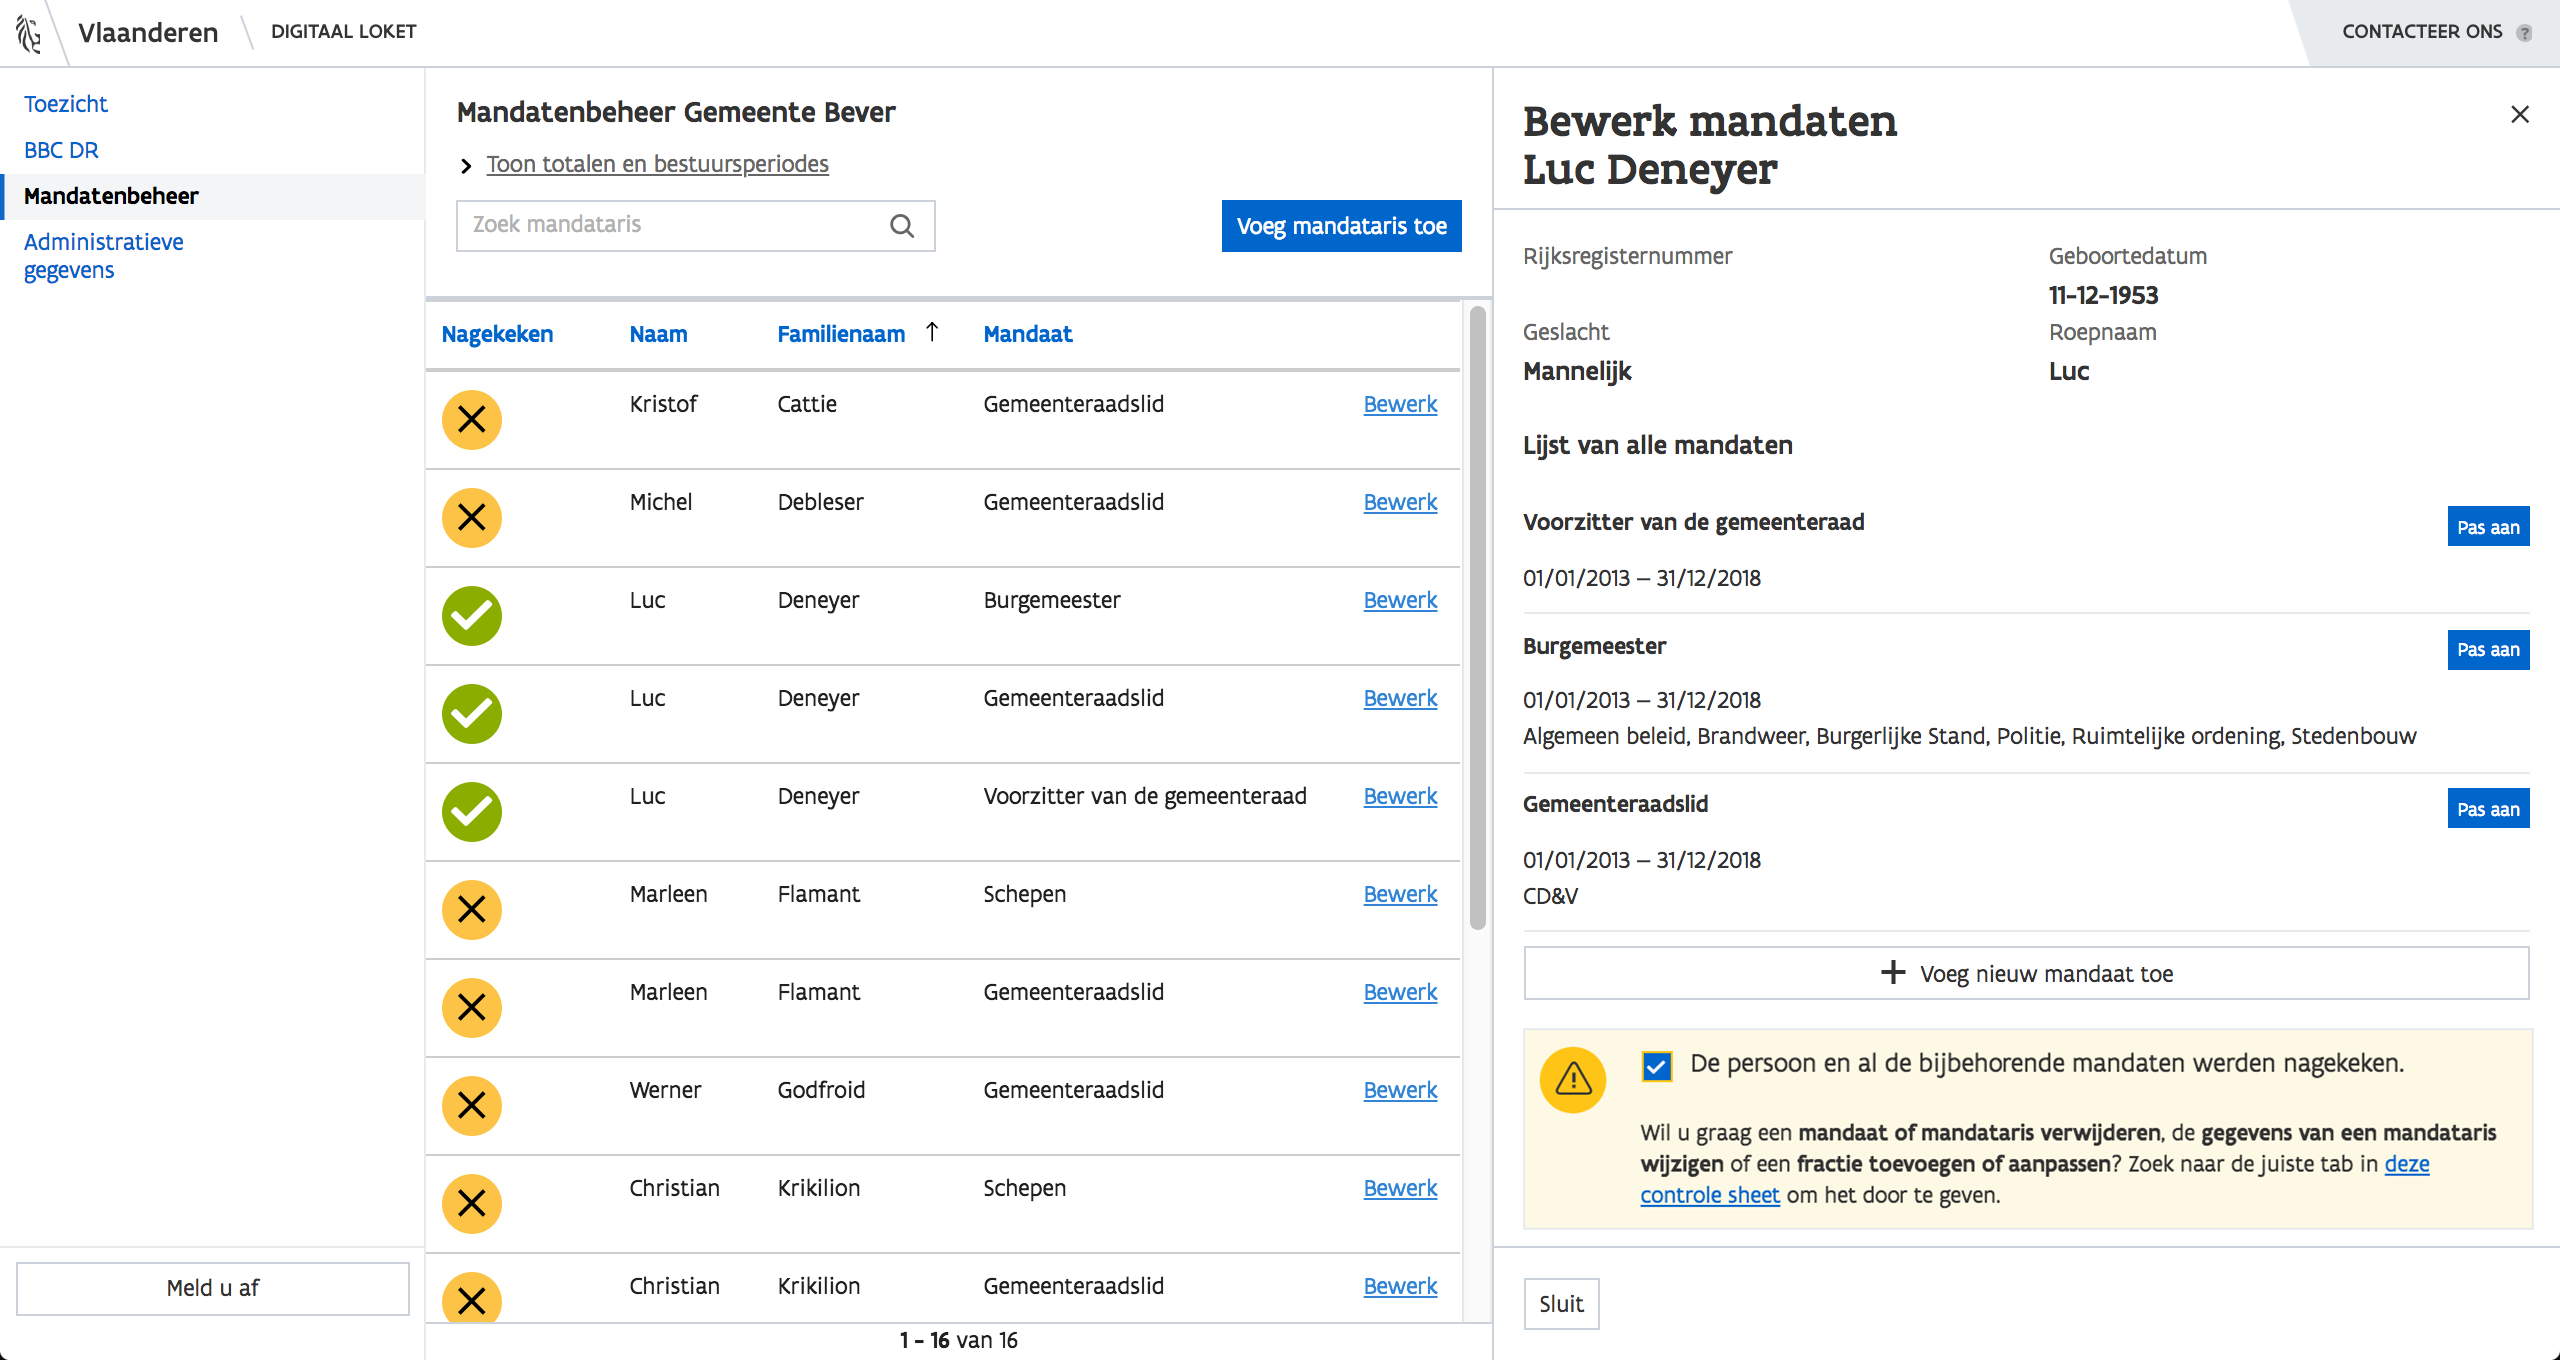 Vlaanderen
DIGITAAL LOKET
CONTACTEER ONS ?
Toezicht
BBC DR
Mandatenbeheer
Administratieve
gegevens
Meld u af
Mandatenbeheer Gemeente Bever
Toon totalen en bestuursperiodes
Zoek mandataris
Voeg mandataris toe
Nagekeken Naam Familienaam ↑ Mandaat
Kristof Cattie Gemeenteraadslid Bewerk
Michel Debleser Gemeenteraadslid Bewerk
Luc Deneyer Burgemeester Bewerk
Luc Deneyer Gemeenteraadslid Bewerk
Luc Deneyer Voorzitter van de gemeenteraad Bewerk
Marleen Flamant Schepen Bewerk
Marleen Flamant Gemeenteraadslid Bewerk
Werner Godfroid Gemeenteraadslid Bewerk
Christian Krikilion Schepen Bewerk
Christian Krikilion Gemeenteraadslid Bewerk
1 - 16 van 16
Bewerk mandaten
Luc Deneyer
Rijksregisternummer
Geboortedatum
11-12-1953
Geslacht
Mannelijk
Roepnaam
Luc
Lijst van alle mandaten
Voorzitter van de gemeenteraad
Pas aan
01/01/2013 – 31/12/2018
Burgemeester
Pas aan
01/01/2013 – 31/12/2018
Algemeen beleid, Brandweer, Burgerlijke Stand, Politie, Ruimtelijke ordening, Stedenbouw
Gemeenteraadslid
Pas aan
01/01/2013 – 31/12/2018
CD&V
+ Voeg nieuw mandaat toe
De persoon en al de bijbehorende mandaten werden nagekeken.
Wil u graag een mandaat of mandataris verwijderen, de gegevens van een mandataris
wijzigen of een fractie toevoegen of aanpassen? Zoek naar de juiste tab in deze
controle sheet om het door te geven.
Sluit